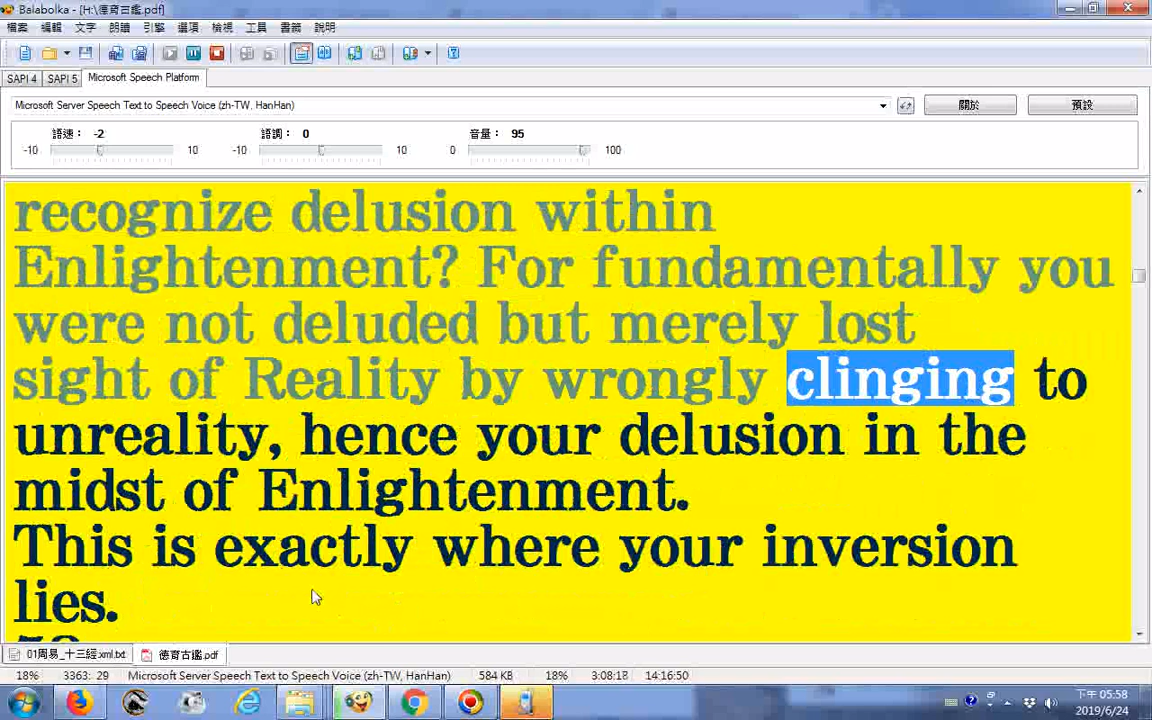 Balabolka - [H:\德育古鑑.pdf]
檔案 編輯 文字 朗讀 引擎 選項 檢視 工具 書籤 說明
SAPI 4 SAPI 5 Microsoft Speech Platform
Microsoft Server Speech Text to Speech Voice (zh-TW, HanHan) 關於 預設
語速： -2 語調： 0 音量： 95
-10 10 -10 10 0 100
recognize delusion within
Enlightenment? For fundamentally you
were not deluded but merely lost
sight of Reality by wrongly clinging to
unreality, hence your delusion in the
midst of Enlightenment.
This is exactly where your inversion
lies.
01周易_十三經.xml.txt 德育古鑑.pdf
18% 3363: 29 Microsoft Server Speech Text to Speech Voice (zh-TW, HanHan) 584 KB 18% 3:08:18 14:16:50
下午 05:58
2019/6/24